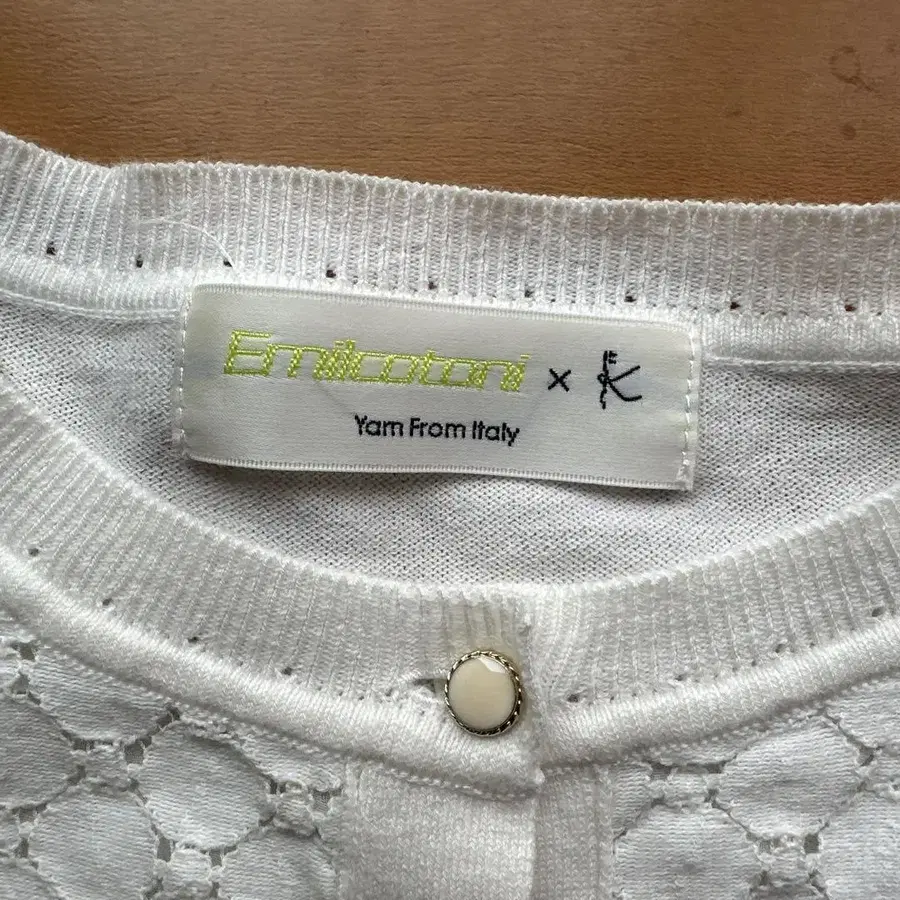 Emilcotoni × K
Yarn From Italy